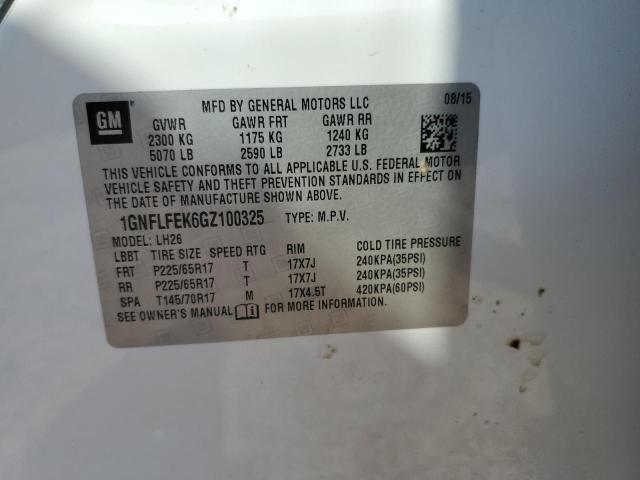 GM
MFD BY GENERAL MOTORS LLC
08/15
GVWR GAWR FRT GAWR RR
2300 KG 1175 KG 1240 KG
5070 LB 2590 LB 2733 LB
THIS VEHICLE CONFORMS TO ALL APPLICABLE U.S. FEDERAL MOTOR
VEHICLE SAFETY AND THEFT PREVENTION STANDARDS IN EFFECT ON
THE DATE OF MANUFACTURE SHOWN ABOVE.
1GNFLFEK6GZ100325 TYPE: M.P.V.
MODEL: LH26
LBBT TIRE SIZE SPEED RTG RIM COLD TIRE PRESSURE
FRT P225/65R17 T 17X7J 240KPA(35PSI)
RR P225/65R17 T 17X7J 240KPA(35PSI)
SPA T145/70R17 M 17X4.5T 420KPA(60PSI)
SEE OWNER'S MANUAL i FOR MORE INFORMATION.